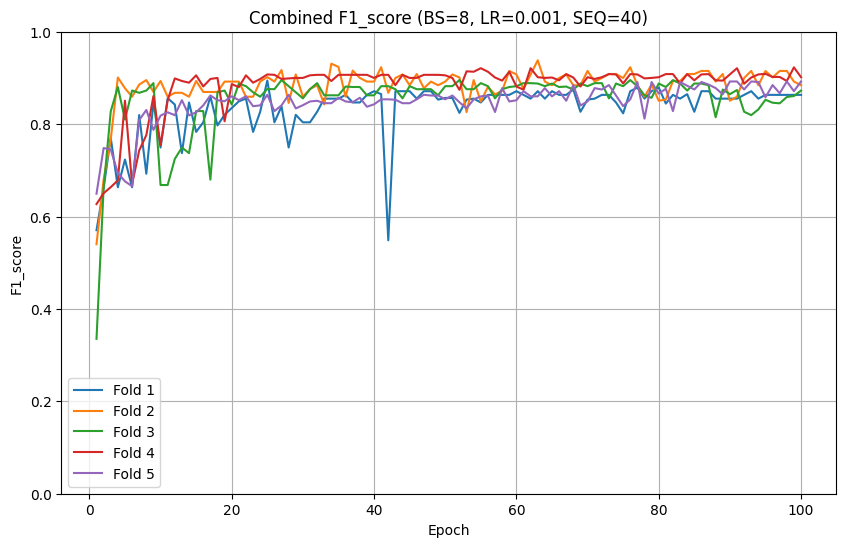 Combined F1_score (BS=8, LR=0.001, SEQ=40)
1.0
0.8
0.6
0.4
0.2
0.0
F1_score
Fold 1
Fold 2
Fold 3
Fold 4
Fold 5
0 20 40 60 80 100
Epoch